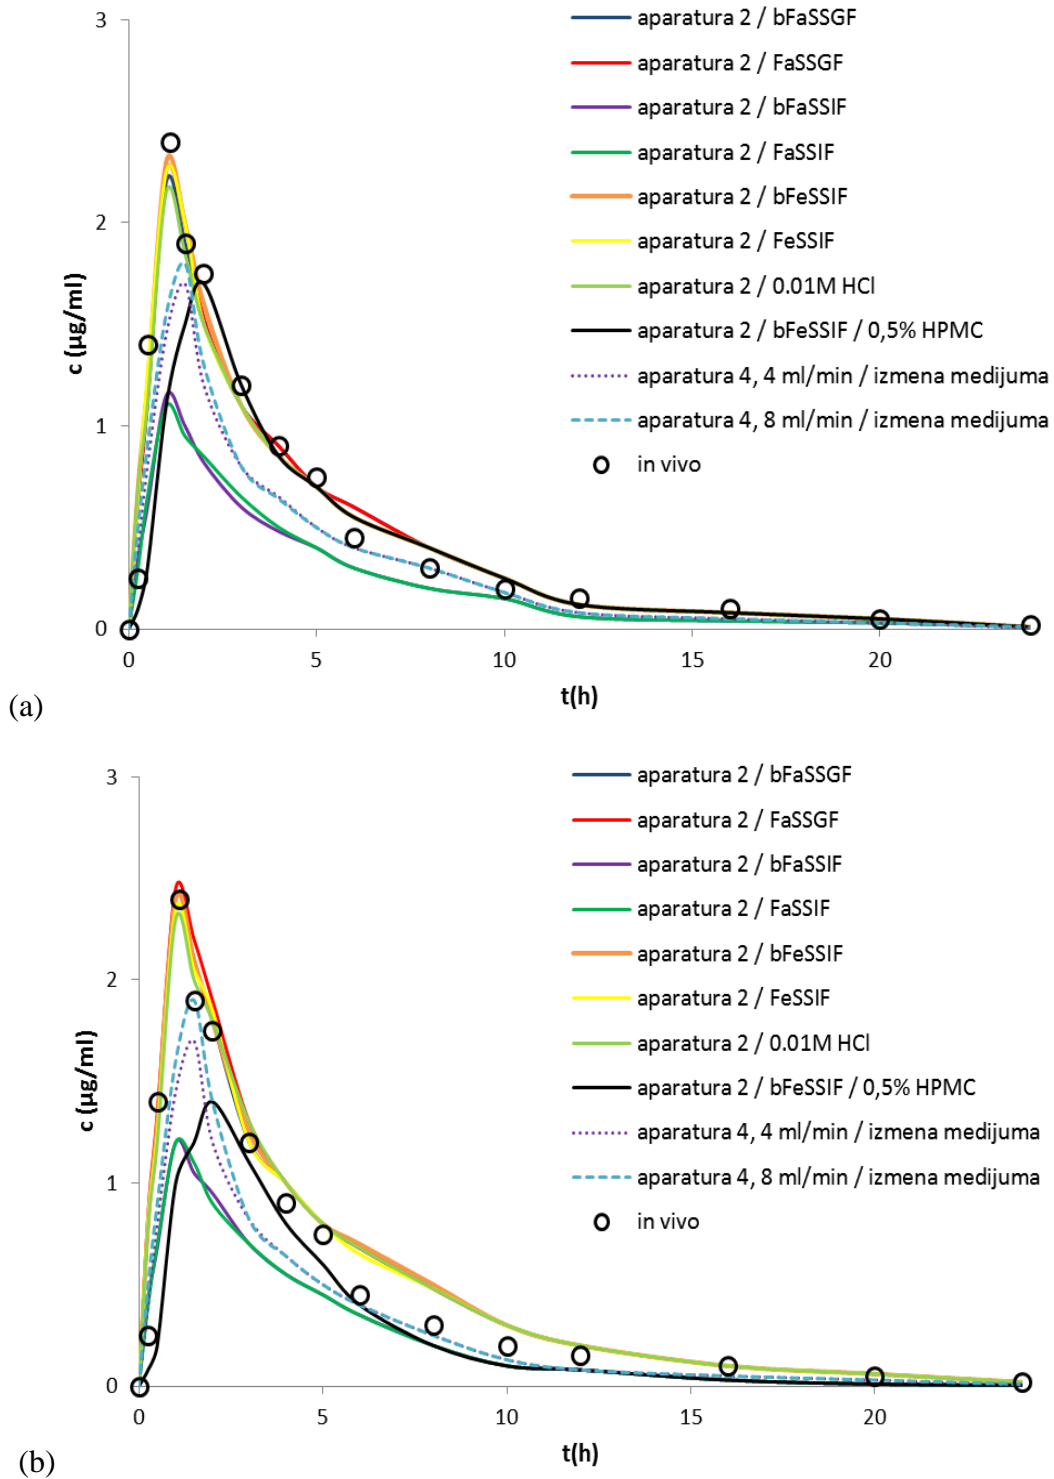 3
2
1
0
c (µg/ml)
0 5 10 15 20
t(h)
aparatura 2 / bFaSSGF
aparatura 2 / FaSSGF
aparatura 2 / bFaSSIF
aparatura 2 / FaSSIF
aparatura 2 / bFeSSIF
aparatura 2 / FeSSIF
aparatura 2 / 0.01M HCl
aparatura 2 / bFeSSIF / 0,5% HPMC
aparatura 4, 4 ml/min / izmena medijuma
aparatura 4, 8 ml/min / izmena medijuma
in vivo
(a)
3
2
1
0
c (µg/ml)
0 5 10 15 20
t(h)
aparatura 2 / bFaSSGF
aparatura 2 / FaSSGF
aparatura 2 / bFaSSIF
aparatura 2 / FaSSIF
aparatura 2 / bFeSSIF
aparatura 2 / FeSSIF
aparatura 2 / 0.01M HCl
aparatura 2 / bFeSSIF / 0,5% HPMC
aparatura 4, 4 ml/min / izmena medijuma
aparatura 4, 8 ml/min / izmena medijuma
in vivo
(b)